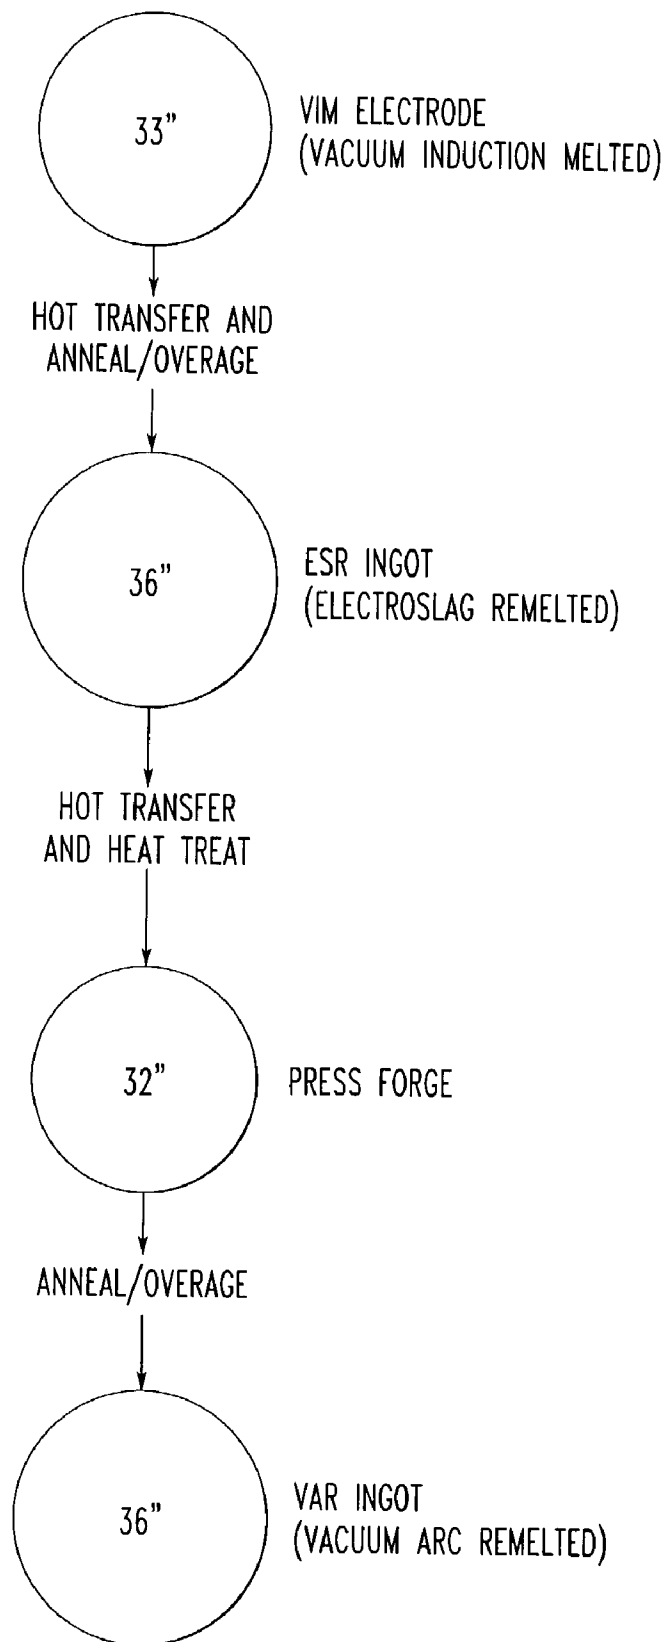 33”
VIM ELECTRODE
(VACUUM INDUCTION MELTED)
HOT TRANSFER AND
ANNEAL/OVERAGE
36”
ESR INGOT
(ELECTROSLAG REMELTED)
HOT TRANSFER
AND HEAT TREAT
32”
PRESS FORGE
ANNEAL/OVERAGE
36”
VAR INGOT
(VACUUM ARC REMELTED)